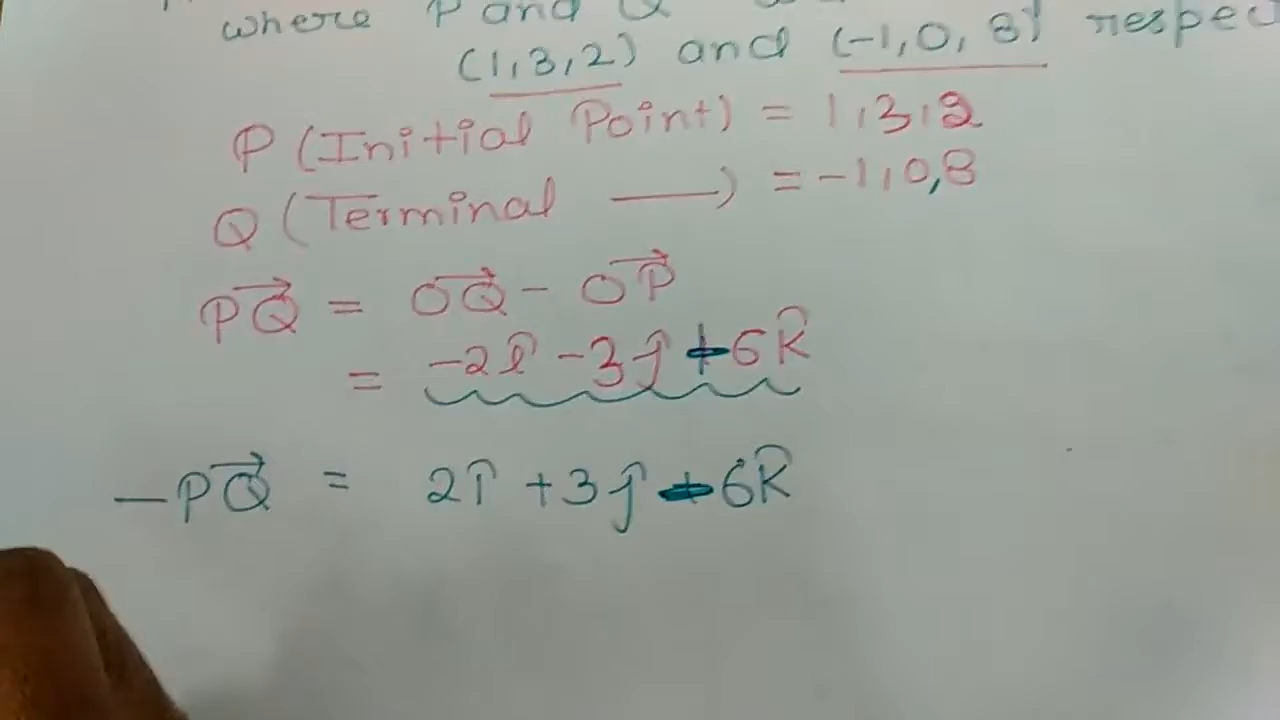 where P and Q
(1,3,2) and (-1,0,8) respec
P (Initial Point) = 1,3,2
Q (Terminal ——) = -1,0,8
PQ⃗ = OQ⃗ - OP⃗
= -2î - 3ĵ + 6k̂
-PQ⃗ = 2î + 3ĵ - 6k̂